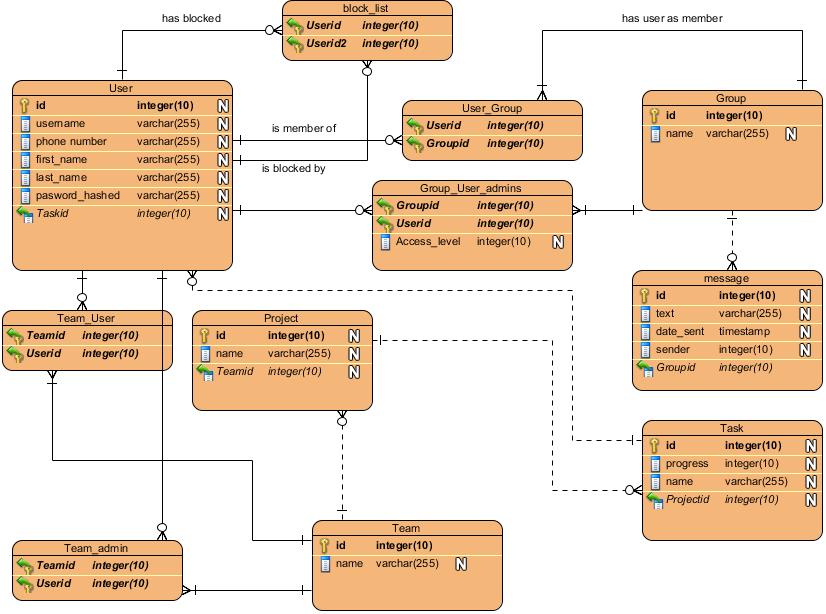 has blocked
block_list
Userid integer(10)
Userid2 integer(10)
has user as member
User
id integer(10) N
username varchar(255) N
phone number varchar(255) N
first_name varchar(255) N
last_name varchar(255) N
pasword_hashed varchar(255) N
Taskid integer(10) N
is member of
is blocked by
User_Group
Userid integer(10)
Groupid integer(10)
Group
id integer(10)
name varchar(255) N
Group_User_admins
Groupid integer(10)
Userid integer(10)
Access_level integer(10) N
message
id integer(10) N
text varchar(255) N
date_sent timestamp N
sender integer(10) N
Groupid integer(10)
Team_User
Teamid integer(10)
Userid integer(10)
Project
id integer(10) N
name varchar(255) N
Teamid integer(10) N
Task
id integer(10) N
progress integer(10) N
name varchar(255) N
Projectid integer(10) N
Team_admin
Teamid integer(10)
Userid integer(10)
Team
id integer(10)
name varchar(255) N